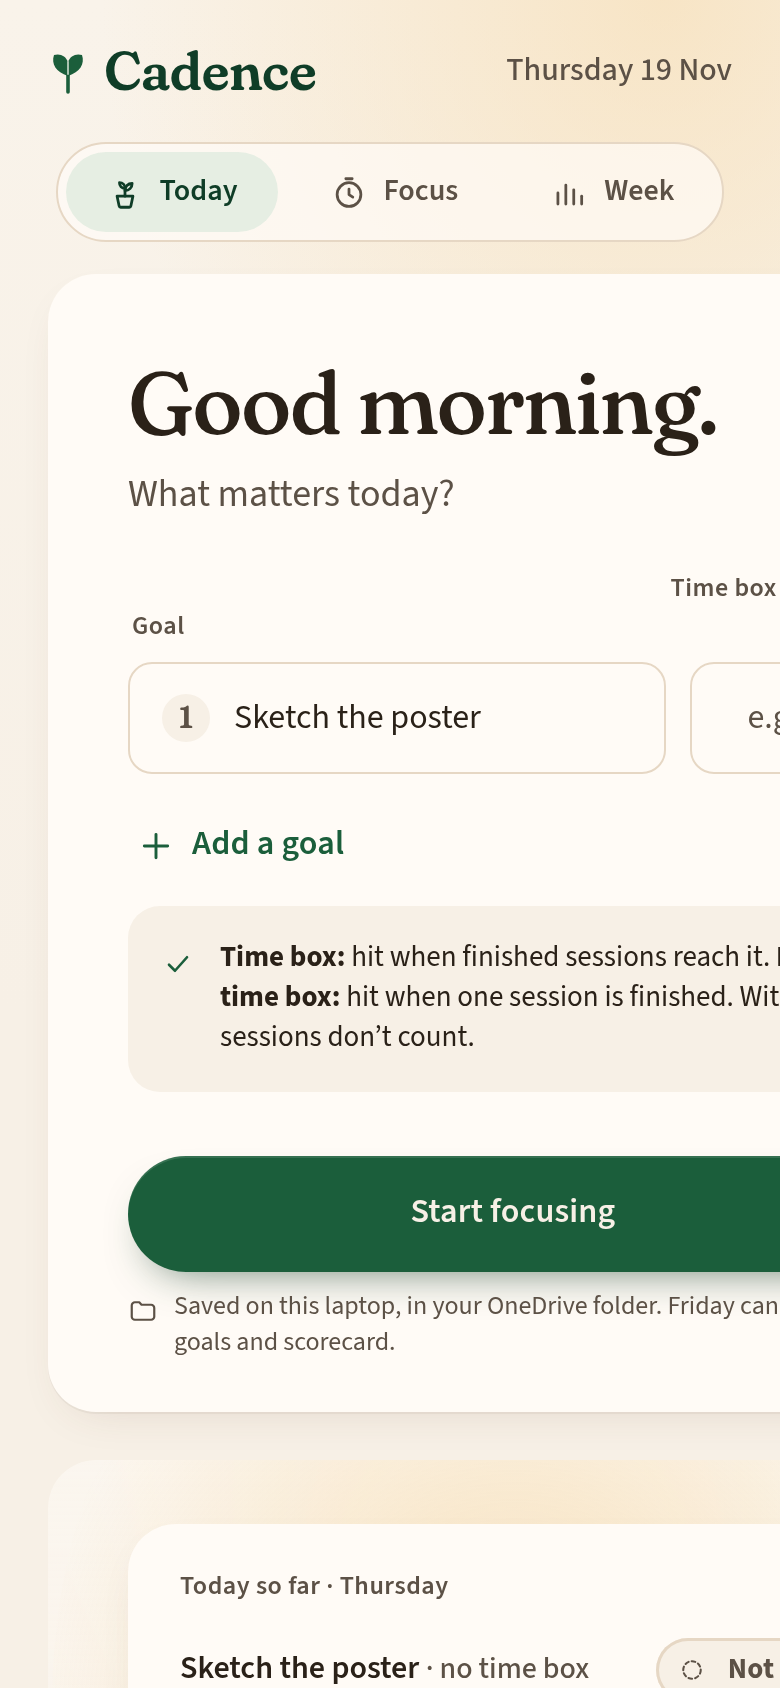 Cadence
Thursday 19 Nov
Today
Focus
Week
Good morning.
What matters today?
Time box
Goal
1 Sketch the poster
e.g
Add a goal
Time box: hit when finished sessions reach it.
time box: hit when one session is finished. Wit
sessions don’t count.
Start focusing
Saved on this laptop, in your OneDrive folder. Friday can
goals and scorecard.
Today so far · Thursday
Sketch the poster · no time box
Not